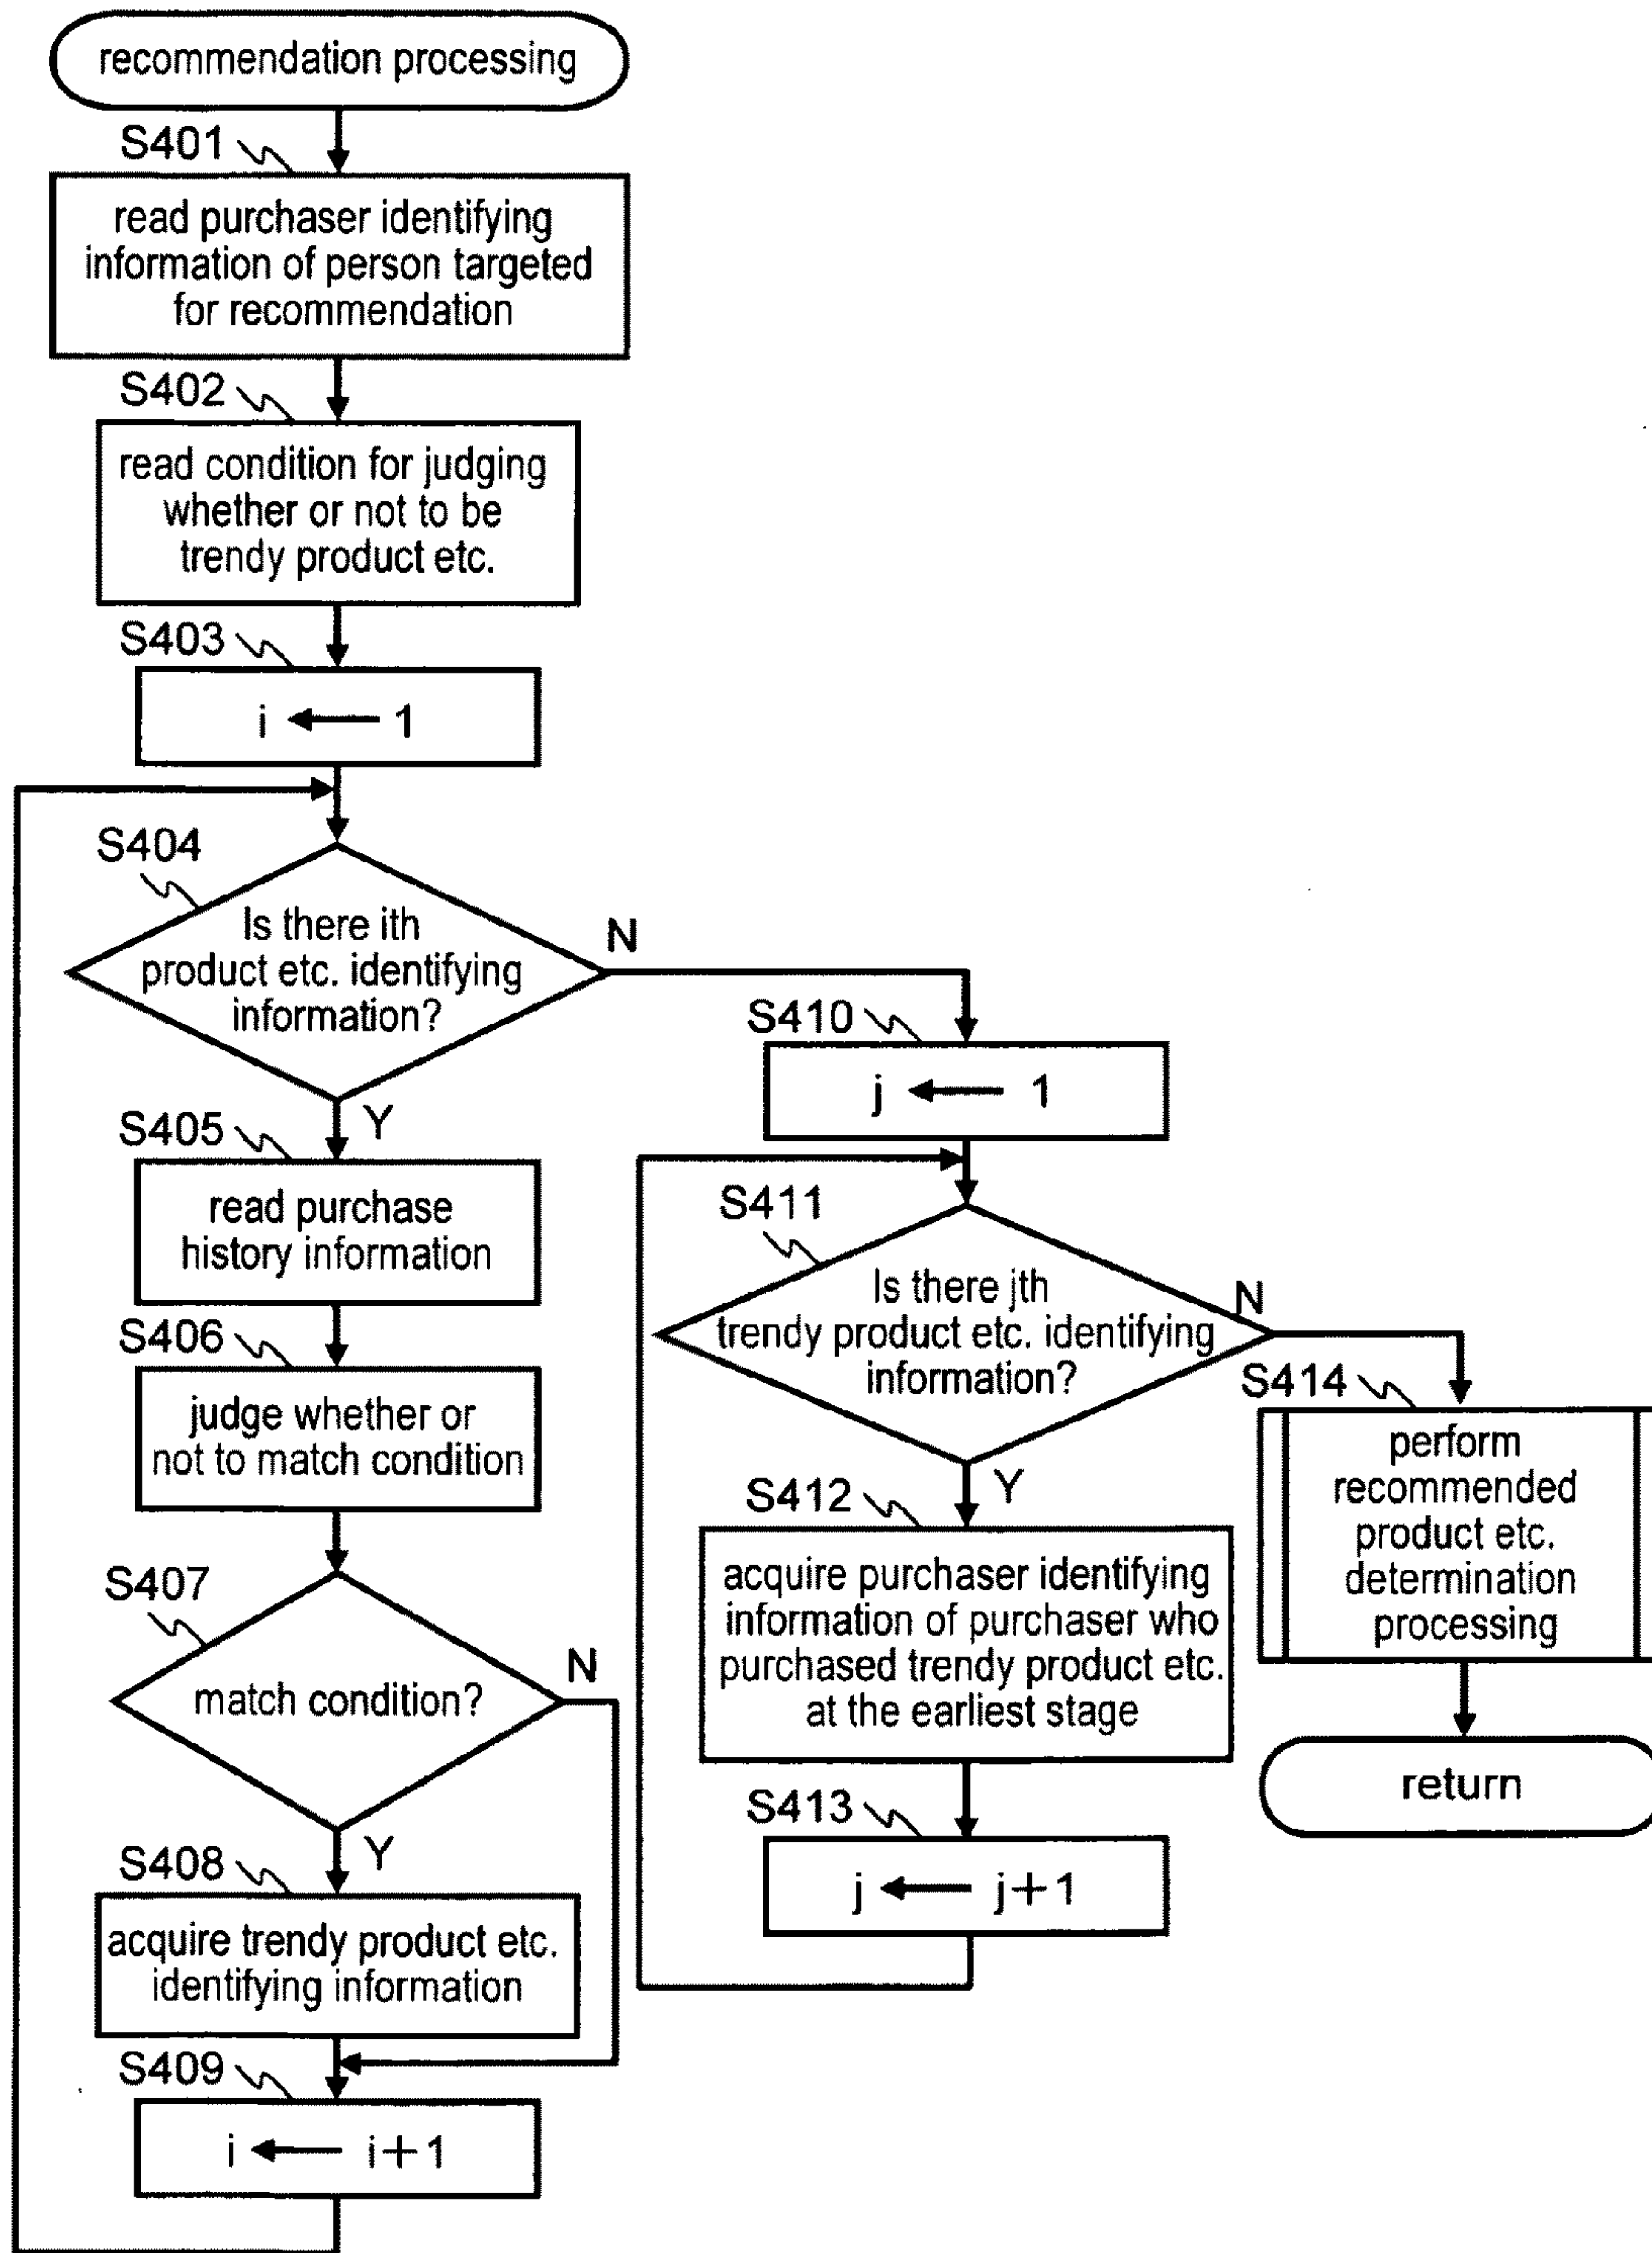 recommendation processing
S401
read purchaser identifying
information of person targeted
for recommendation
S402
read condition for judging
whether or not to be
trendy product etc.
S403
i ← 1
S404
Is there ith
product etc. identifying
information?
N
Y
S405
read purchase
history information
S406
judge whether or
not to match condition
S407
match condition?
N
Y
S408
acquire trendy product etc.
identifying information
S409
i ← i+1
S410
j ← 1
S411
Is there jth
trendy product etc. identifying
information?
N
Y
S412
acquire purchaser identifying
information of purchaser who
purchased trendy product etc.
at the earliest stage
S413
j ← j+1
S414
perform
recommended
product etc.
determination
processing
return